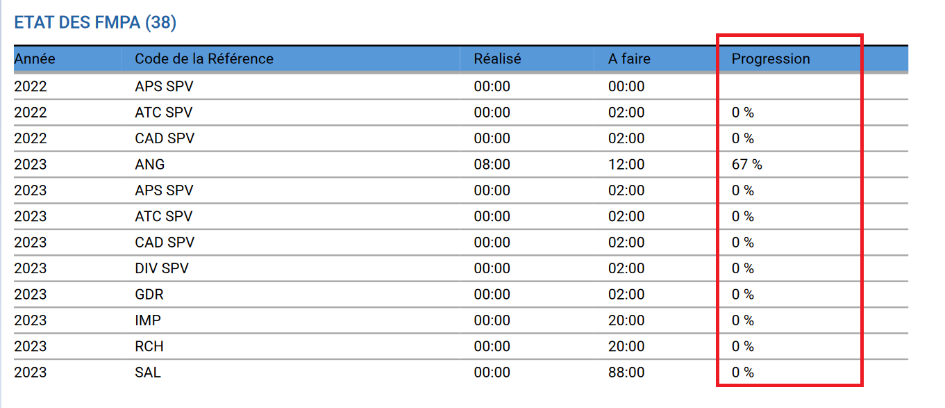 ETAT DES FMPA (38)
Année Code de la Référence Réalisé A faire Progression
2022 APS SPV 00:00 00:00
2022 ATC SPV 00:00 02:00 0 %
2022 CAD SPV 00:00 02:00 0 %
2023 ANG 08:00 12:00 67 %
2023 APS SPV 00:00 02:00 0 %
2023 ATC SPV 00:00 02:00 0 %
2023 CAD SPV 00:00 02:00 0 %
2023 DIV SPV 00:00 02:00 0 %
2023 GDR 00:00 02:00 0 %
2023 IMP 00:00 20:00 0 %
2023 RCH 00:00 20:00 0 %
2023 SAL 00:00 88:00 0 %